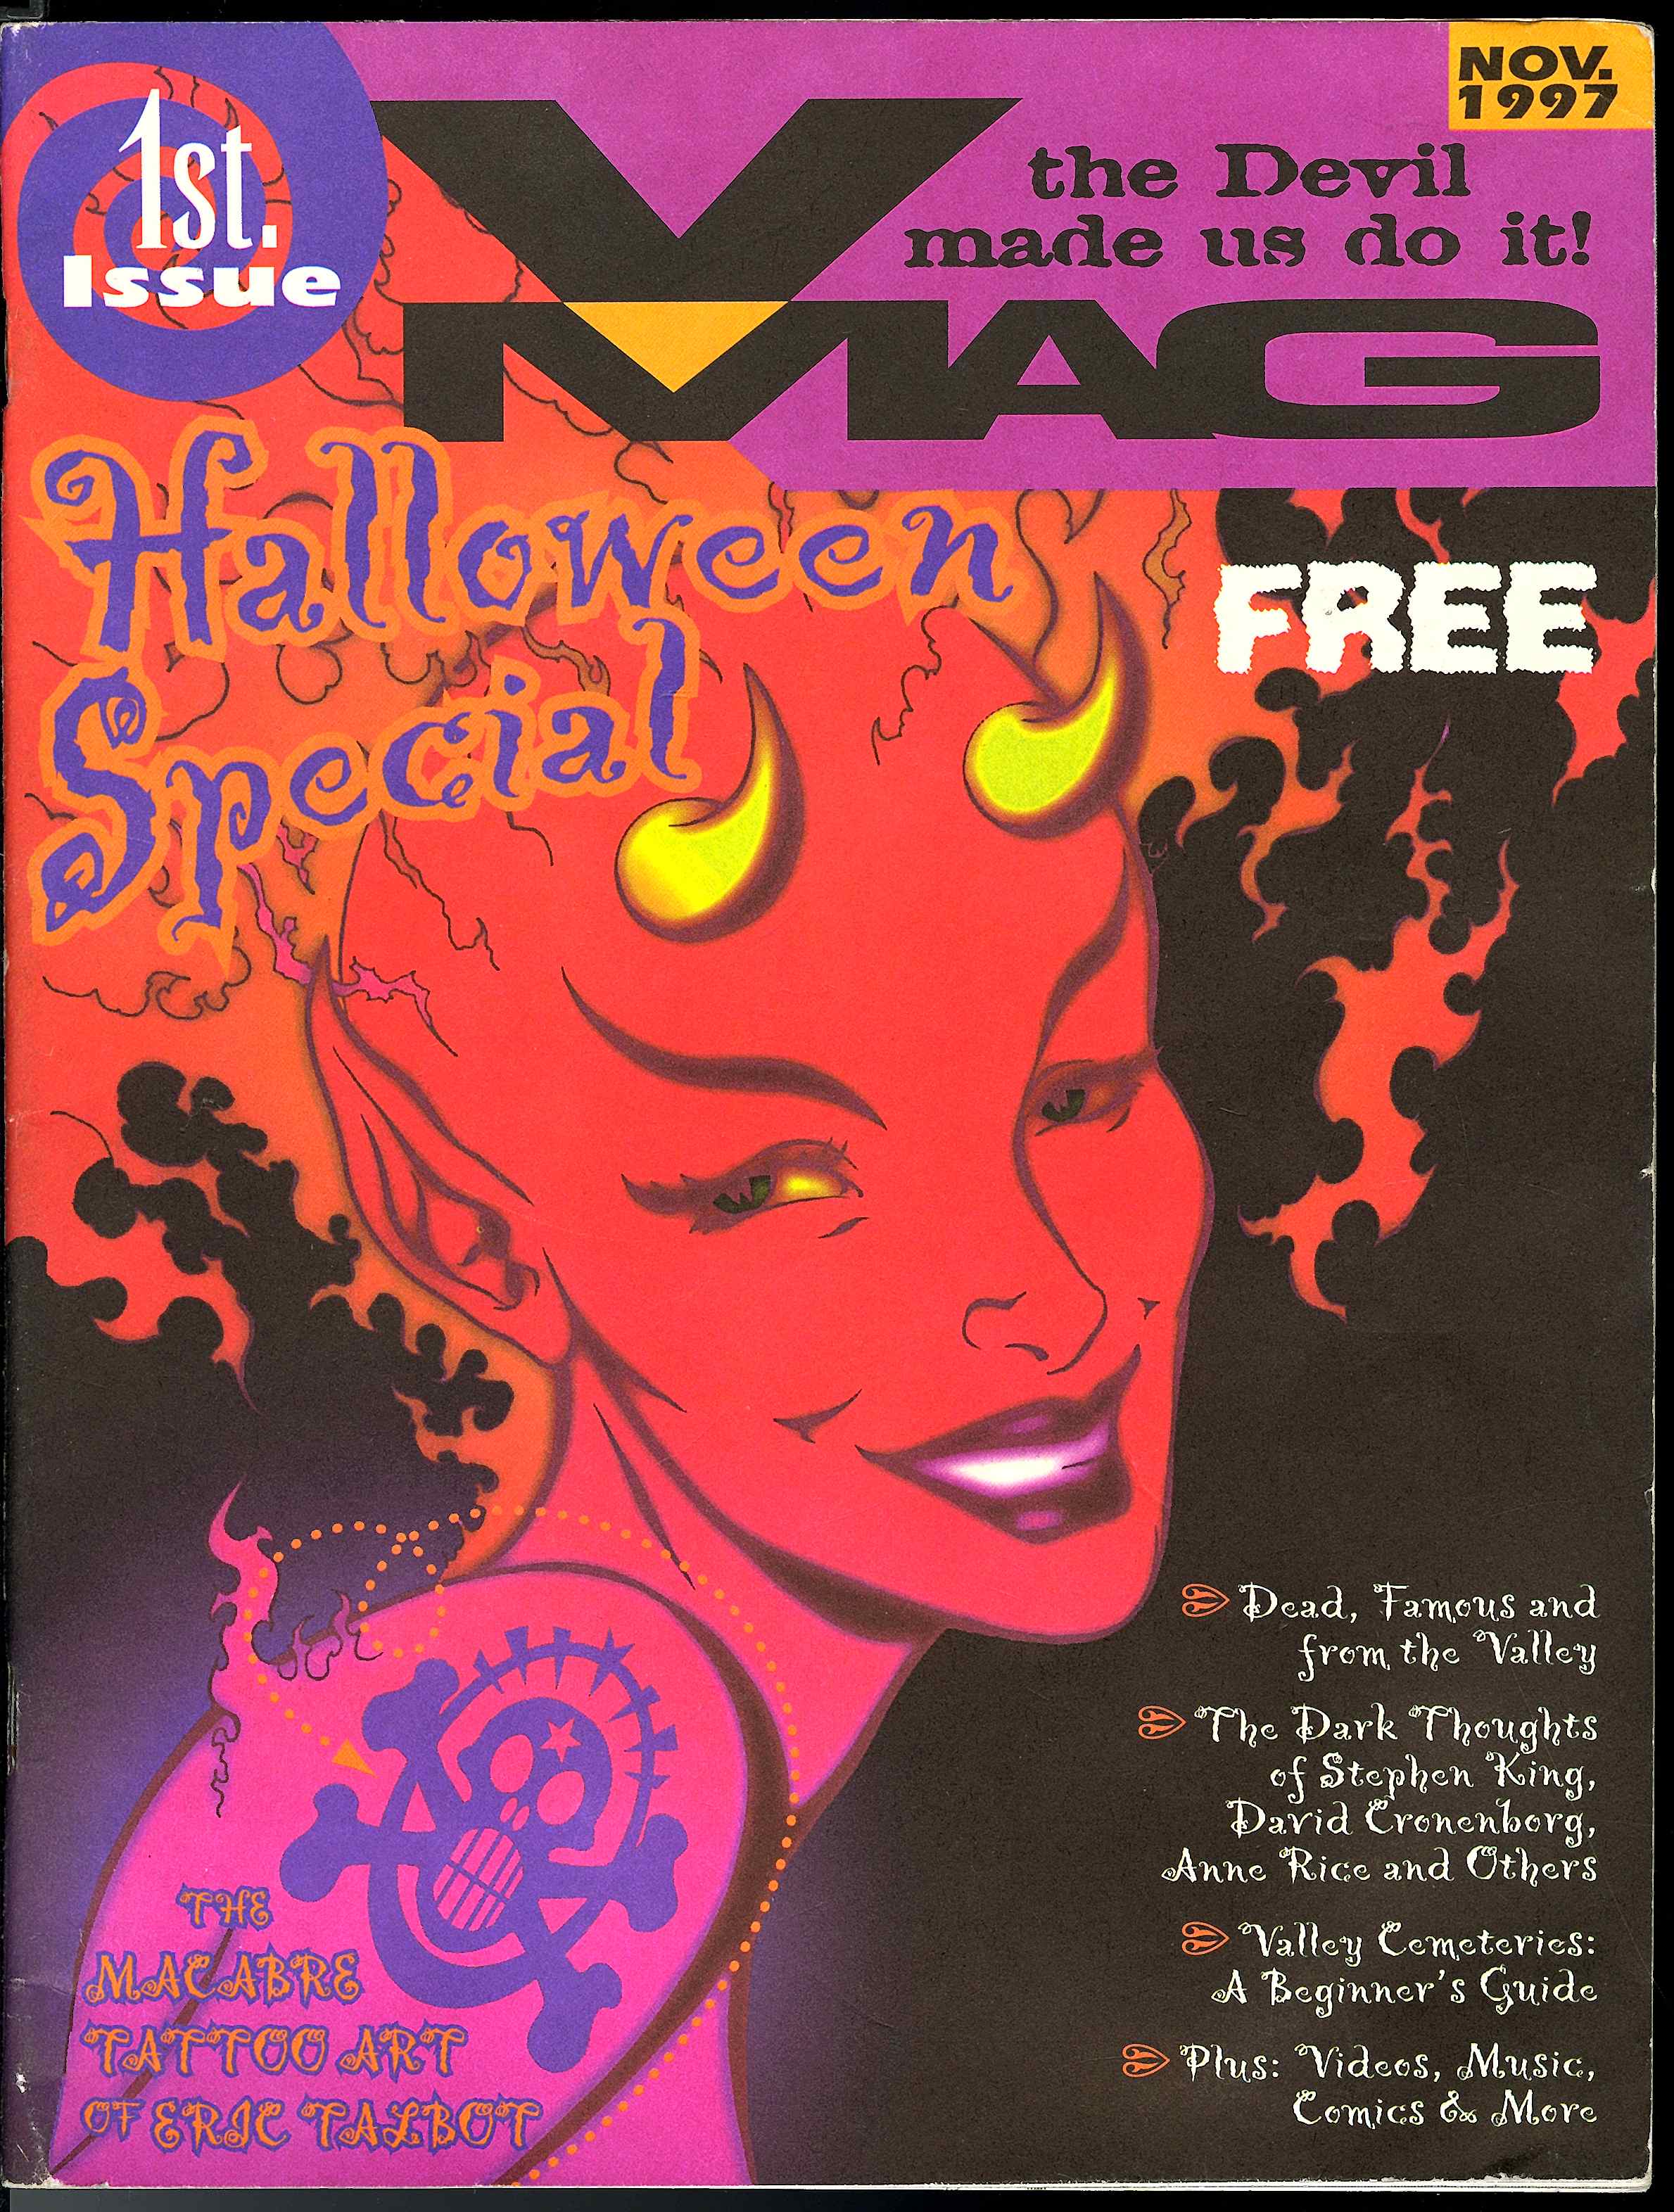 1st.
Issue
V
MAG
the Devil
made us do it!
NOV.
1997
Halloween
Special
FREE
Dead, Famous and
from the Valley
The Dark Thoughts
of Stephen King,
David Cronenborg,
Anne Rice and Others
Valley Cemeteries:
A Beginner's Guide
Plus: Videos, Music,
Comics & More
THE
MACABRE
TATTOO ART
OF ERIC TALBOT